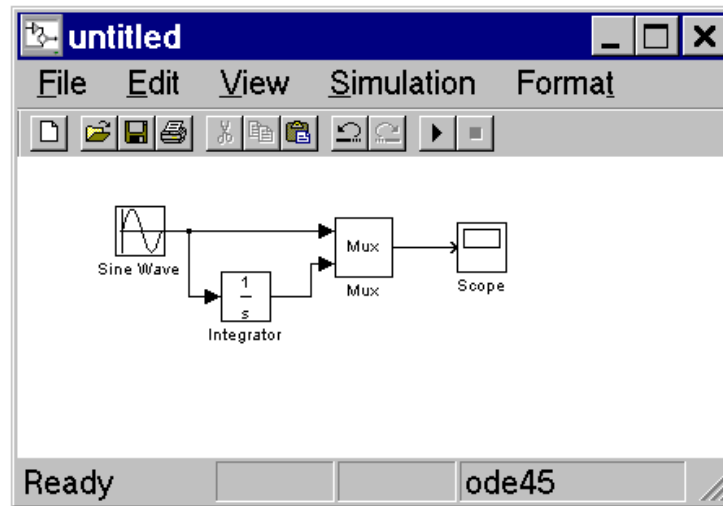 untitled
File Edit View Simulation Format
Sine Wave
1
s
Integrator
Mux
Mux
Scope
Ready ode45